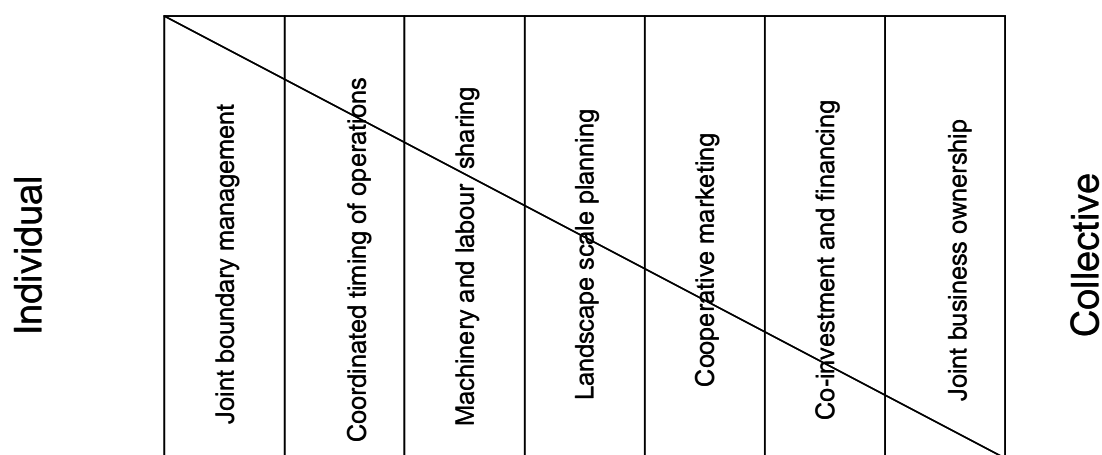 Individual
Joint boundary management
Coordinated timing of operations
Machinery and labour sharing
Landscape scale planning
Cooperative marketing
Co-investment and financing
Joint business ownership
Collective